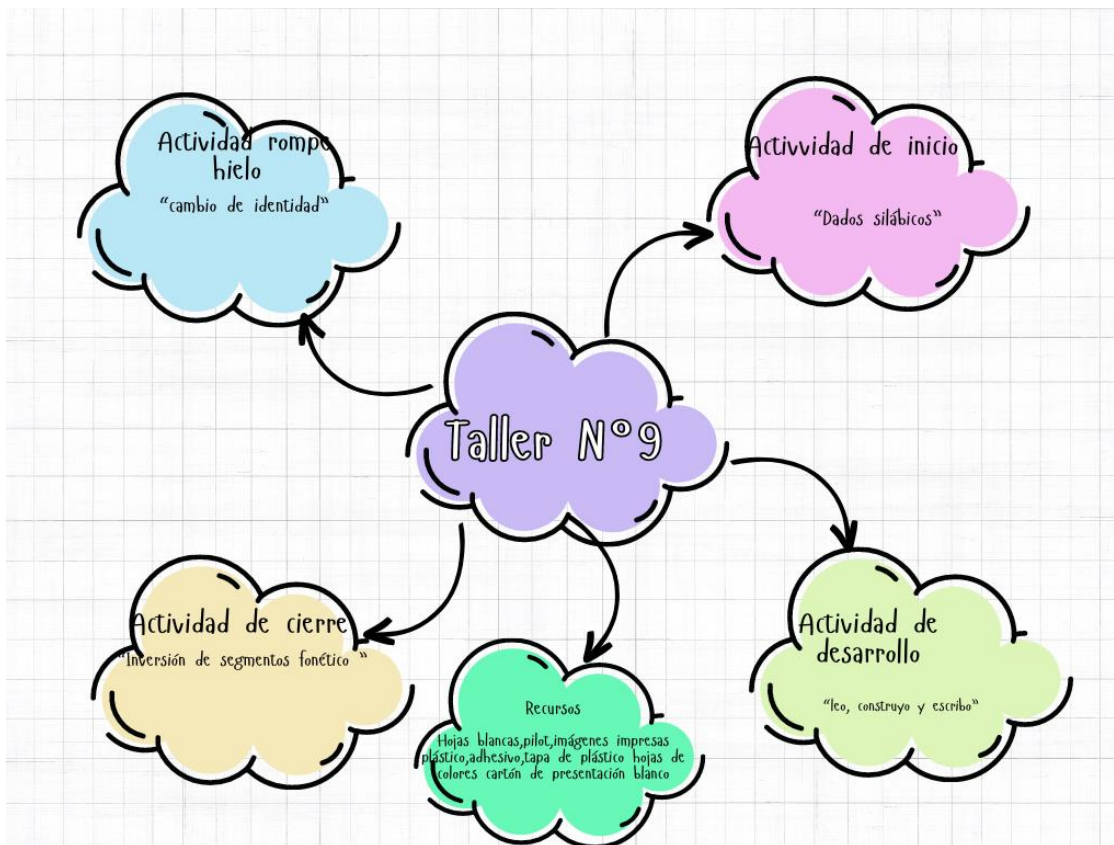 Actividad rompe
hielo
“cambio de identidad”
Activvidad de inicio
“Dados silábicos”
Taller N°9
Actividad de cierre
“Inversión de segmentos fonético ”
Recursos
Hojas blancas,pilot,imágenes impresas
plástico,adhesivo,tapa de plástico hojas de
colores cartón de presentación blanco
Actividad de
desarrollo
“leo, construyo y escribo”